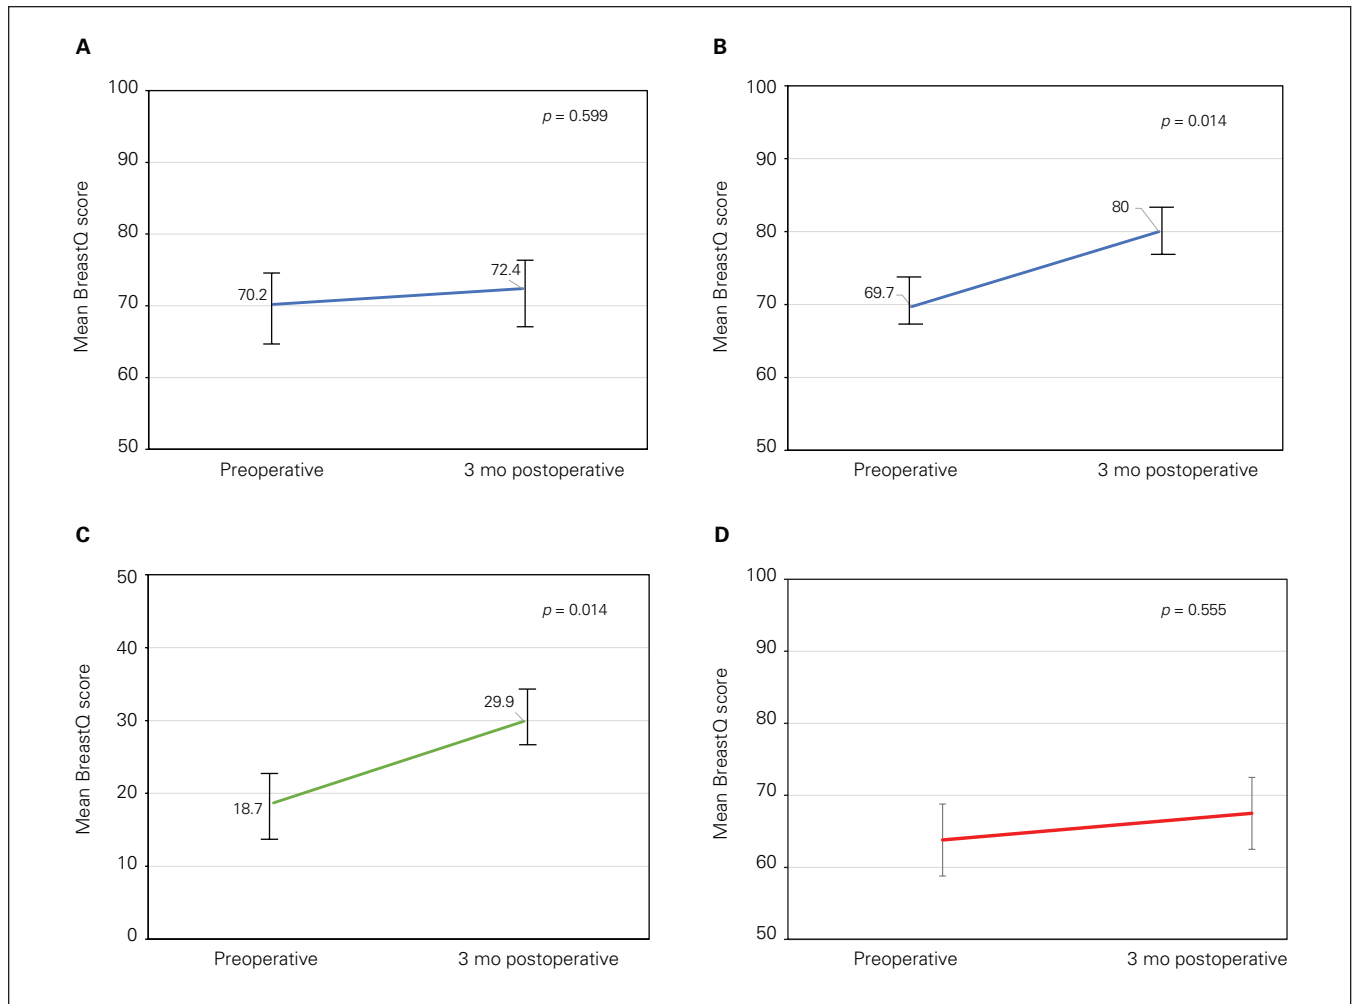 A
Mean BreastQ score
100
90
80
70
60
50
p = 0.599
70.2
72.4
Preoperative
3 mo postoperative
B
Mean BreastQ score
100
90
80
70
60
50
p = 0.014
69.7
80
Preoperative
3 mo postoperative
C
Mean BreastQ score
50
40
30
20
10
0
p = 0.014
18.7
29.9
Preoperative
3 mo postoperative
D
Mean BreastQ score
100
90
80
70
60
50
p = 0.555
Preoperative
3 mo postoperative